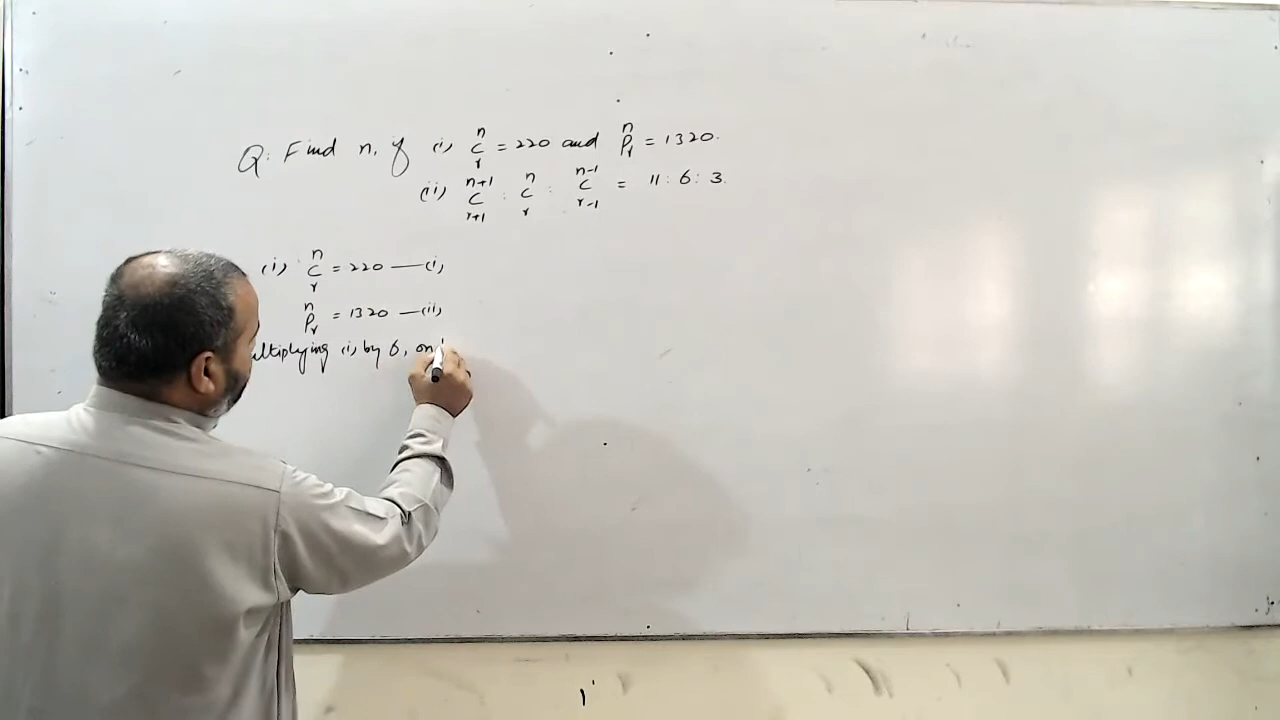 Q: Find n, if (i) ⁿCᵣ = 220 and ⁿPᵣ = 1320.
(ii) ⁿ⁺¹Cᵣ₊₁ : ⁿCᵣ : ⁿ⁻¹Cᵣ₋₁ = 11 : 6 : 3.
(i) ⁿCᵣ = 220 —(i)
ⁿPᵣ = 1320 —(ii)
ultiplying (i) by 6, on